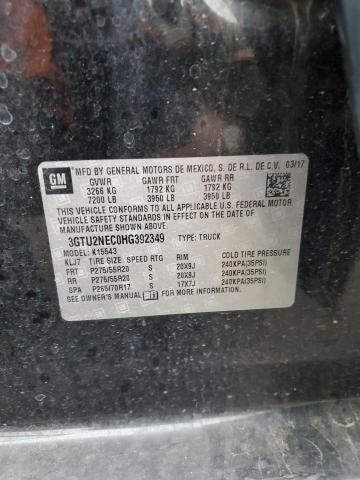 GM
MFD BY GENERAL MOTORS DE MEXICO, S. DE R.L. DE C.V. 03/17
GVWR GAWR FRT GAWR RR
3266 KG 1792 KG 1792 KG
7200 LB 3950 LB 3950 LB
THIS VEHICLE CONFORMS TO ALL APPLICABLE U.S. FEDERAL MOTOR
VEHICLE SAFETY STANDARDS IN EFFECT ON THE DATE OF
MANUFACTURE SHOWN ABOVE.
3GTU2NEC0HG392349 TYPE: TRUCK
MODEL: K15543
KLJ7 TIRE SIZE SPEED RTG RIM COLD TIRE PRESSURE
FRT P275/55R20 S 20X9J 240KPA(35PSI)
RR P275/55R20 S 20X9J 240KPA(35PSI)
SPA P265/70R17 S 17X7J 240KPA(35PSI)
SEE OWNER'S MANUAL FOR ADDITIONAL INFORMATION.